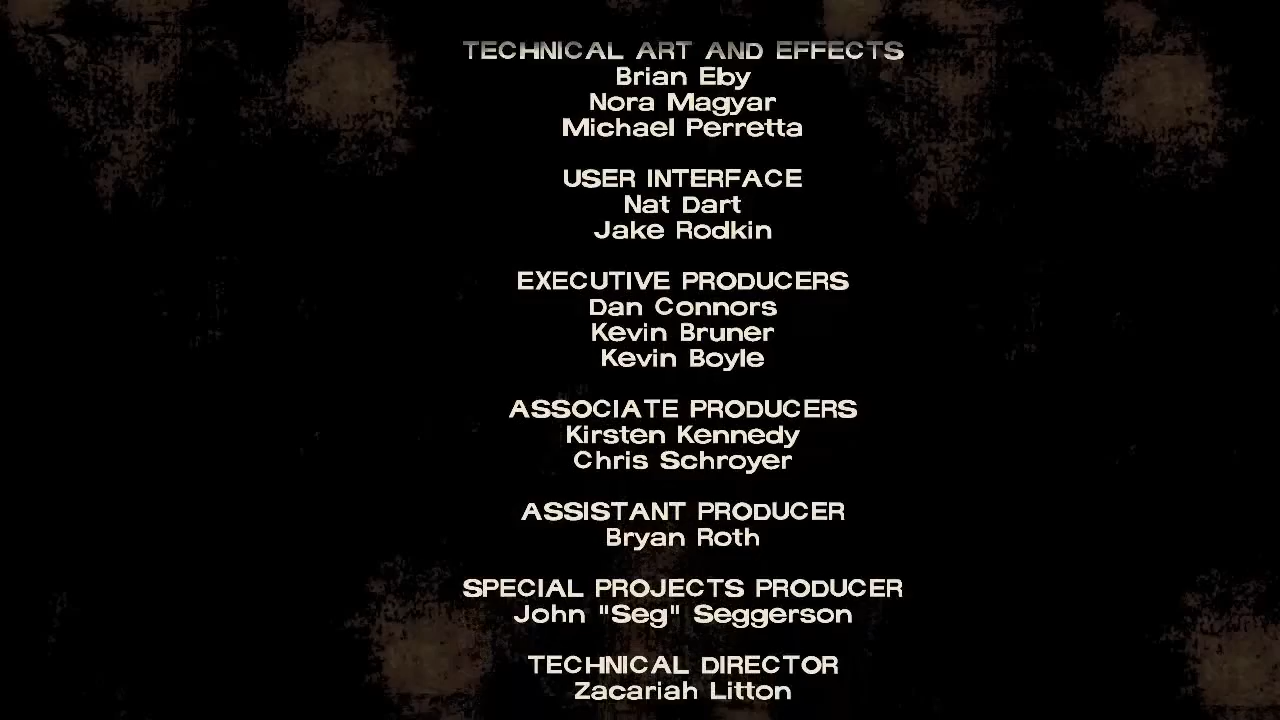 TECHNICAL ART AND EFFECTS
Brian Eby
Nora Magyar
Michael Perretta
USER INTERFACE
Nat Dart
Jake Rodkin
EXECUTIVE PRODUCERS
Dan Connors
Kevin Bruner
Kevin Boyle
ASSOCIATE PRODUCERS
Kirsten Kennedy
Chris Schroyer
ASSISTANT PRODUCER
Bryan Roth
SPECIAL PROJECTS PRODUCER
John "Seg" Seggerson
TECHNICAL DIRECTOR
Zacariah Litton